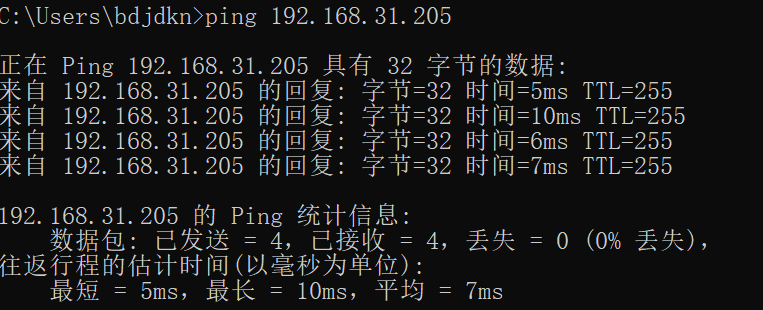 C:\Users\bdjdkn>ping 192.168.31.205
正在 Ping 192.168.31.205 具有 32 字节的数据:
来自 192.168.31.205 的回复: 字节=32 时间=5ms TTL=255
来自 192.168.31.205 的回复: 字节=32 时间=10ms TTL=255
来自 192.168.31.205 的回复: 字节=32 时间=6ms TTL=255
来自 192.168.31.205 的回复: 字节=32 时间=7ms TTL=255
192.168.31.205 的 Ping 统计信息:
数据包: 已发送 = 4，已接收 = 4，丢失 = 0 (0% 丢失)，
往返行程的估计时间(以毫秒为单位):
最短 = 5ms，最长 = 10ms，平均 = 7ms